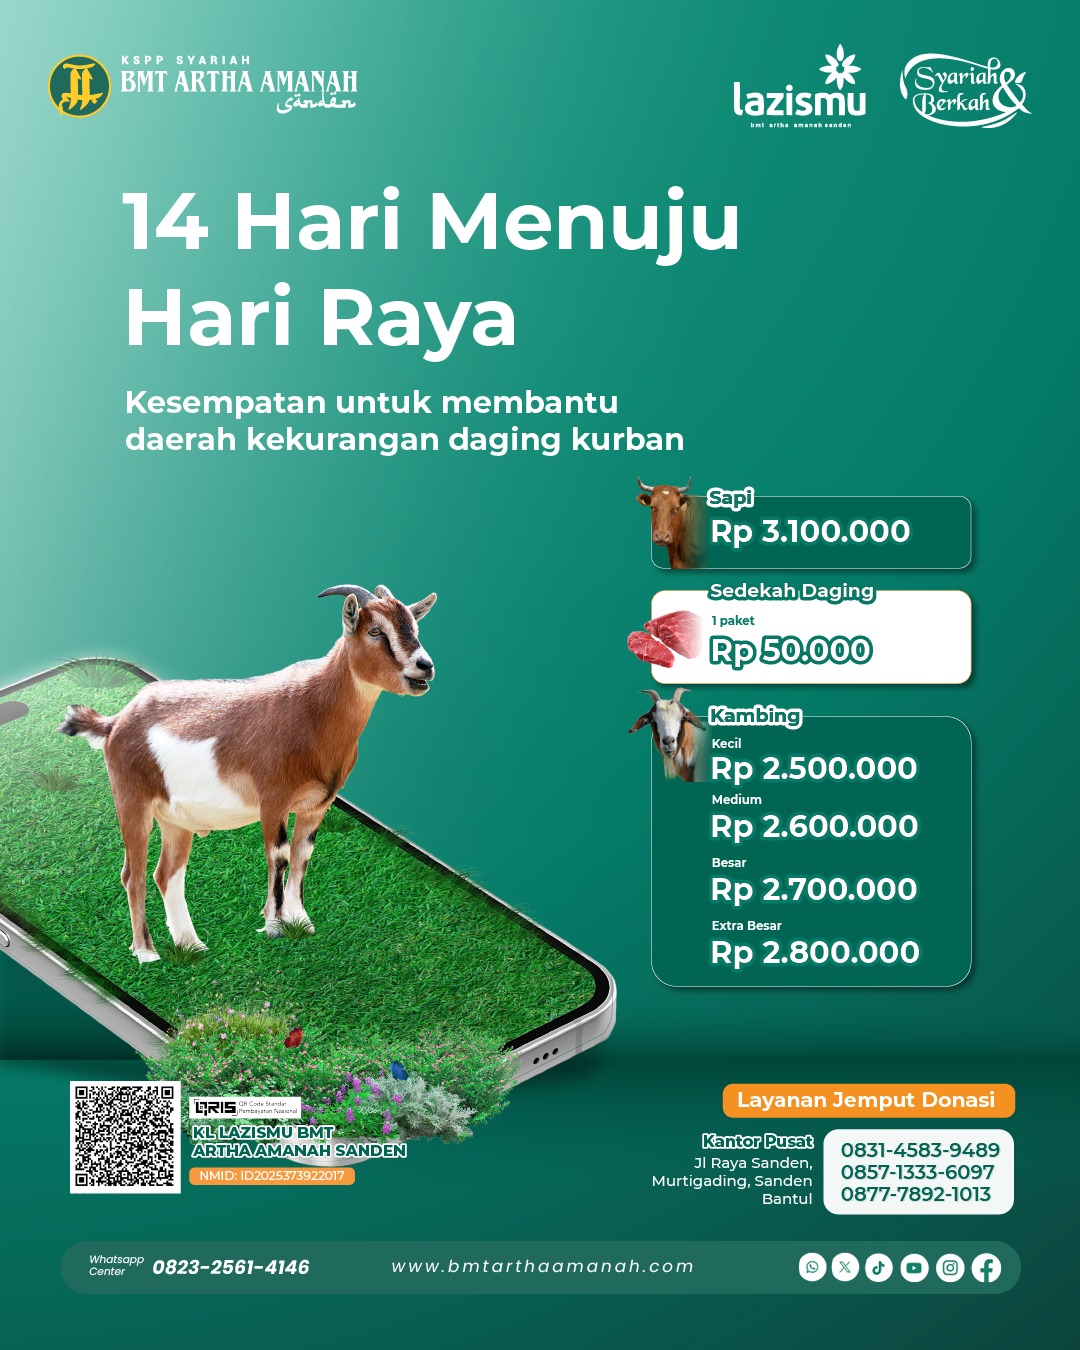 KSPP SYARIAH
BMT ARTHA AMANAH
Sanden
lazismu
bmt artha amanah sanden
Syariah &
Berkah
14 Hari Menuju
Hari Raya
Kesempatan untuk membantu
daerah kekurangan daging kurban
Sapi
Rp 3.100.000
Sedekah Daging
1 paket
Rp 50.000
Kambing
Kecil
Rp 2.500.000
Medium
Rp 2.600.000
Besar
Rp 2.700.000
Extra Besar
Rp 2.800.000
QRIS
QR Code Standar
Pembayaran Nasional
KL LAZISMU BMT
ARTHA AMANAH SANDEN
NMID: ID2025373922017
Layanan Jemput Donasi
Kantor Pusat
Jl Raya Sanden,
Murtigading, Sanden
Bantul
0831-4583-9489
0857-1333-6097
0877-7892-1013
Whatsapp
Center
0823-2561-4146
www.bmtarthaamanah.com